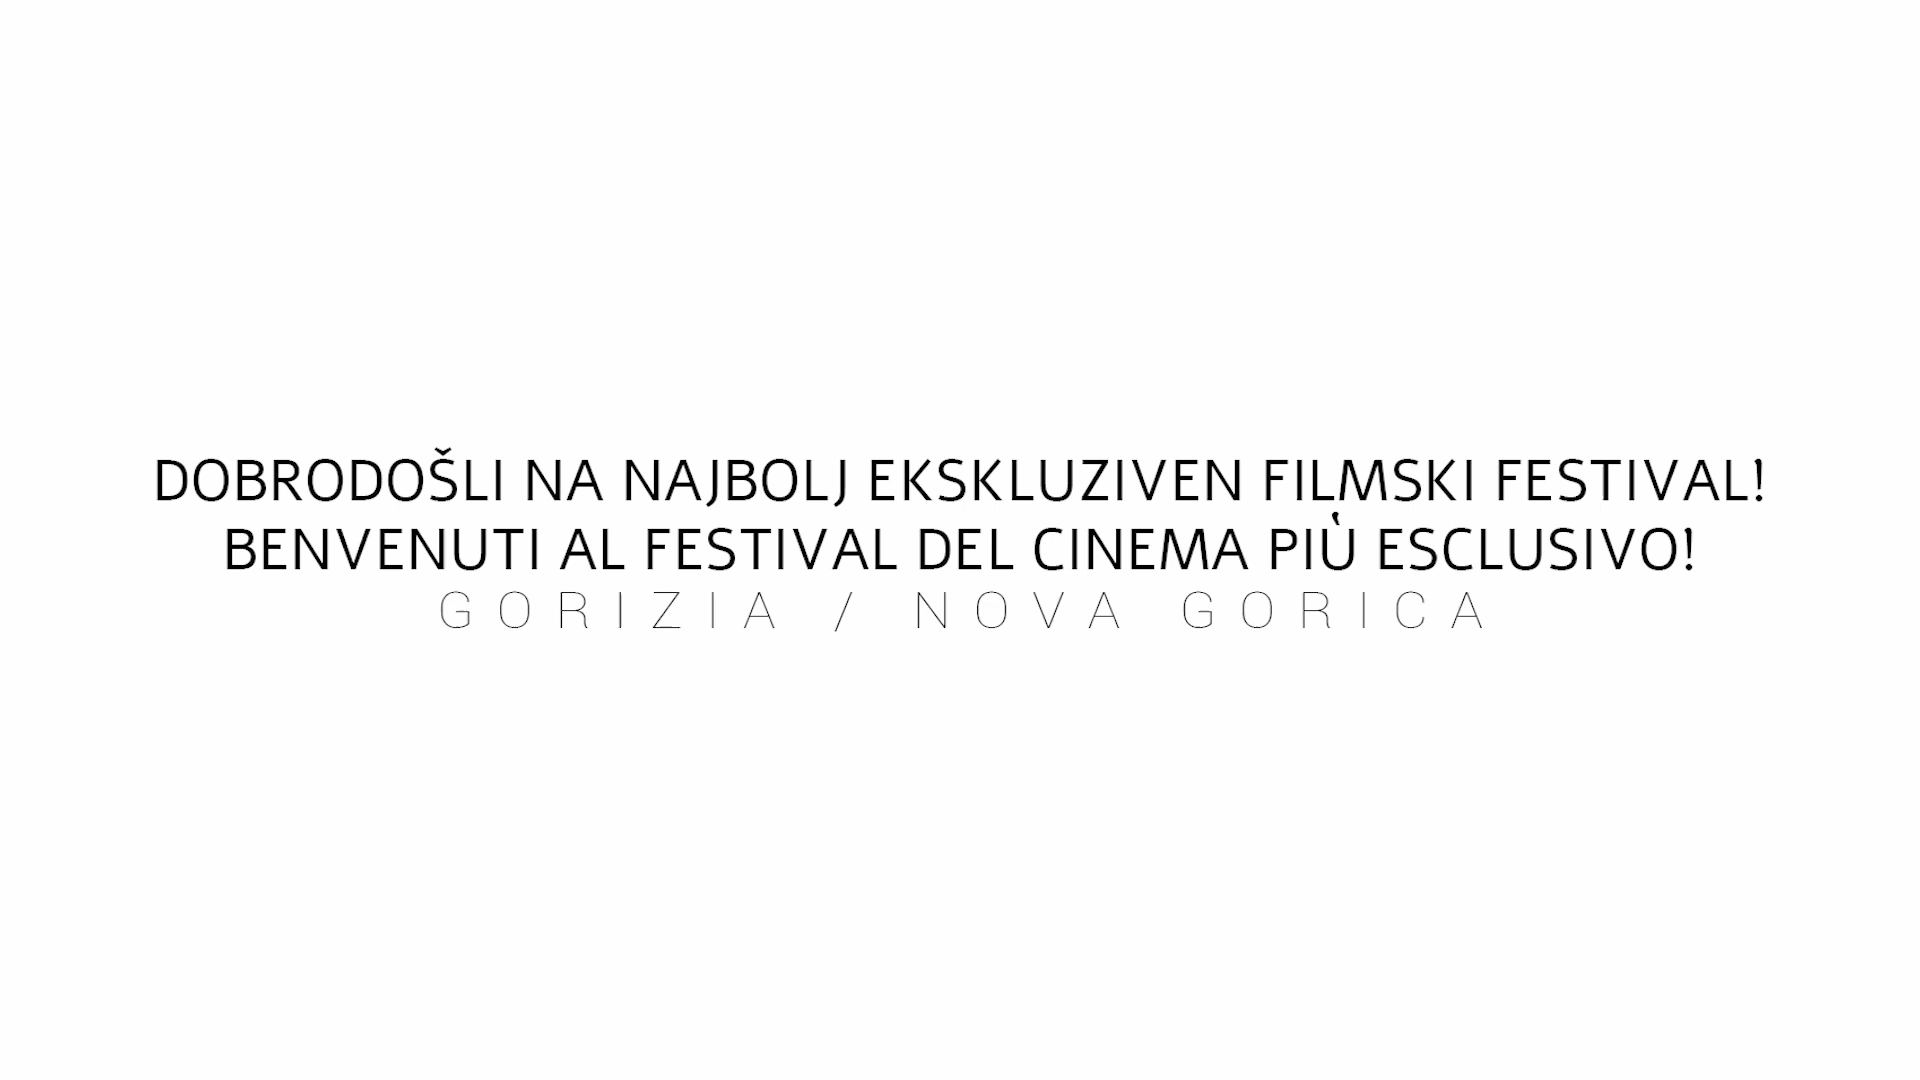 DOBRODOŠLI NA NAJBOLJ EKSKLUZIVEN FILMSKI FESTIVAL!
BENVENUTI AL FESTIVAL DEL CINEMA PIÙ ESCLUSIVO!
GORIZIA / NOVA GORICA